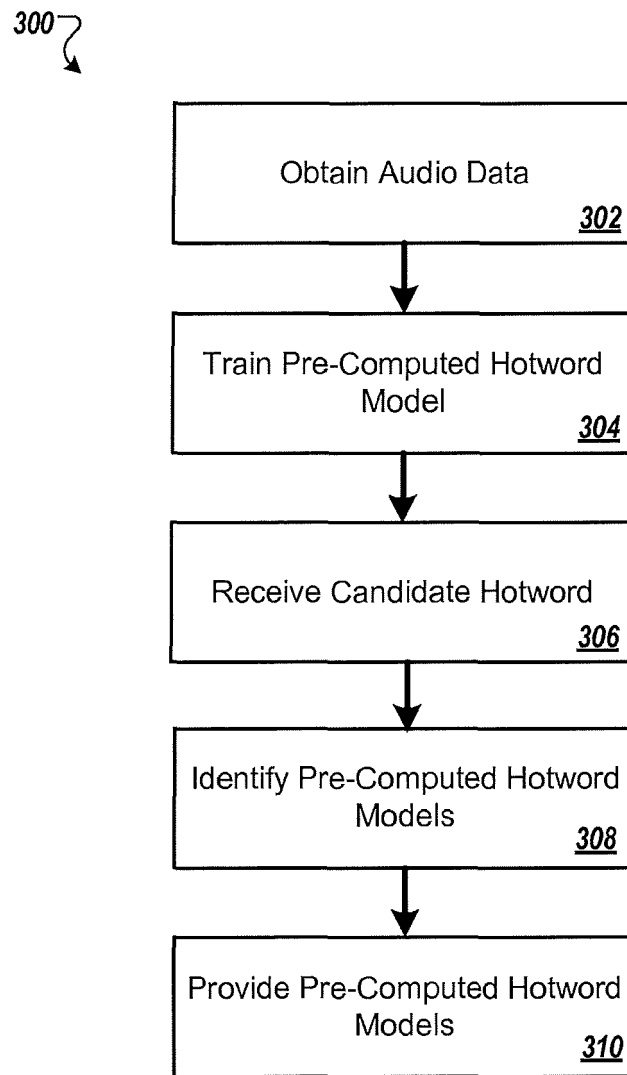 300
Obtain Audio Data
302
Train Pre-Computed Hotword
Model
304
Receive Candidate Hotword
306
Identify Pre-Computed Hotword
Models
308
Provide Pre-Computed Hotword
Models
310